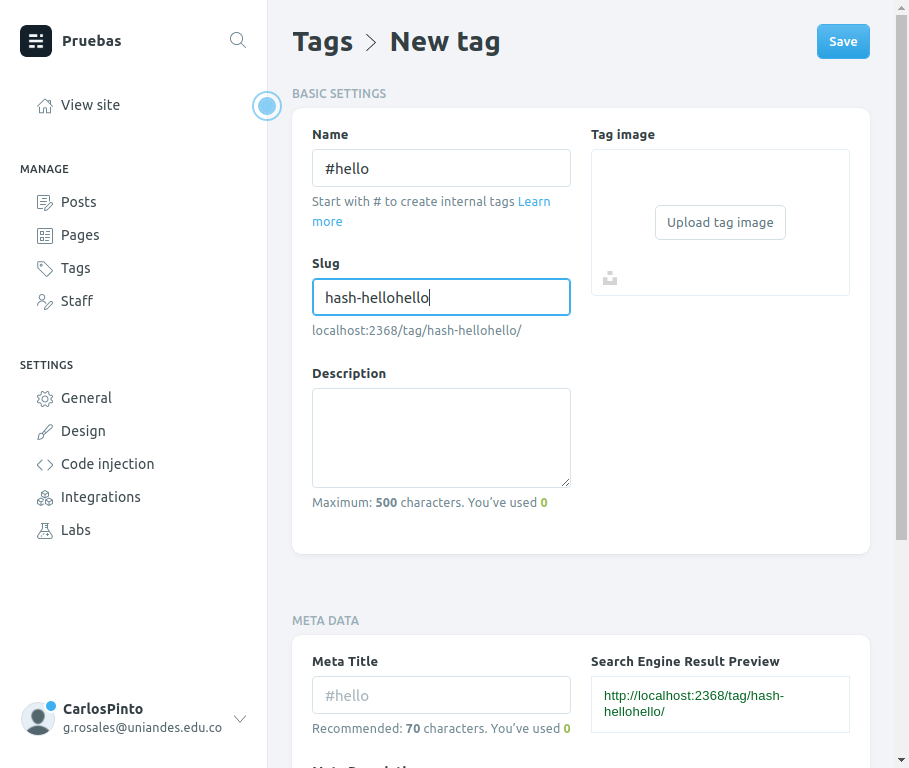 Pruebas
View site
MANAGE
Posts
Pages
Tags
Staff
SETTINGS
General
Design
Code injection
Integrations
Labs
CarlosPinto
g.rosales@uniandes.edu.co
Tags > New tag
Save
BASIC SETTINGS
Name
#hello
Start with # to create internal tags Learn
more
Slug
hash-hellohello
localhost:2368/tag/hash-hellohello/
Description
Maximum: 500 characters. You’ve used 0
Tag image
Upload tag image
META DATA
Meta Title
#hello
Recommended: 70 characters. You’ve used 0
Search Engine Result Preview
http://localhost:2368/tag/hash-
hellohello/